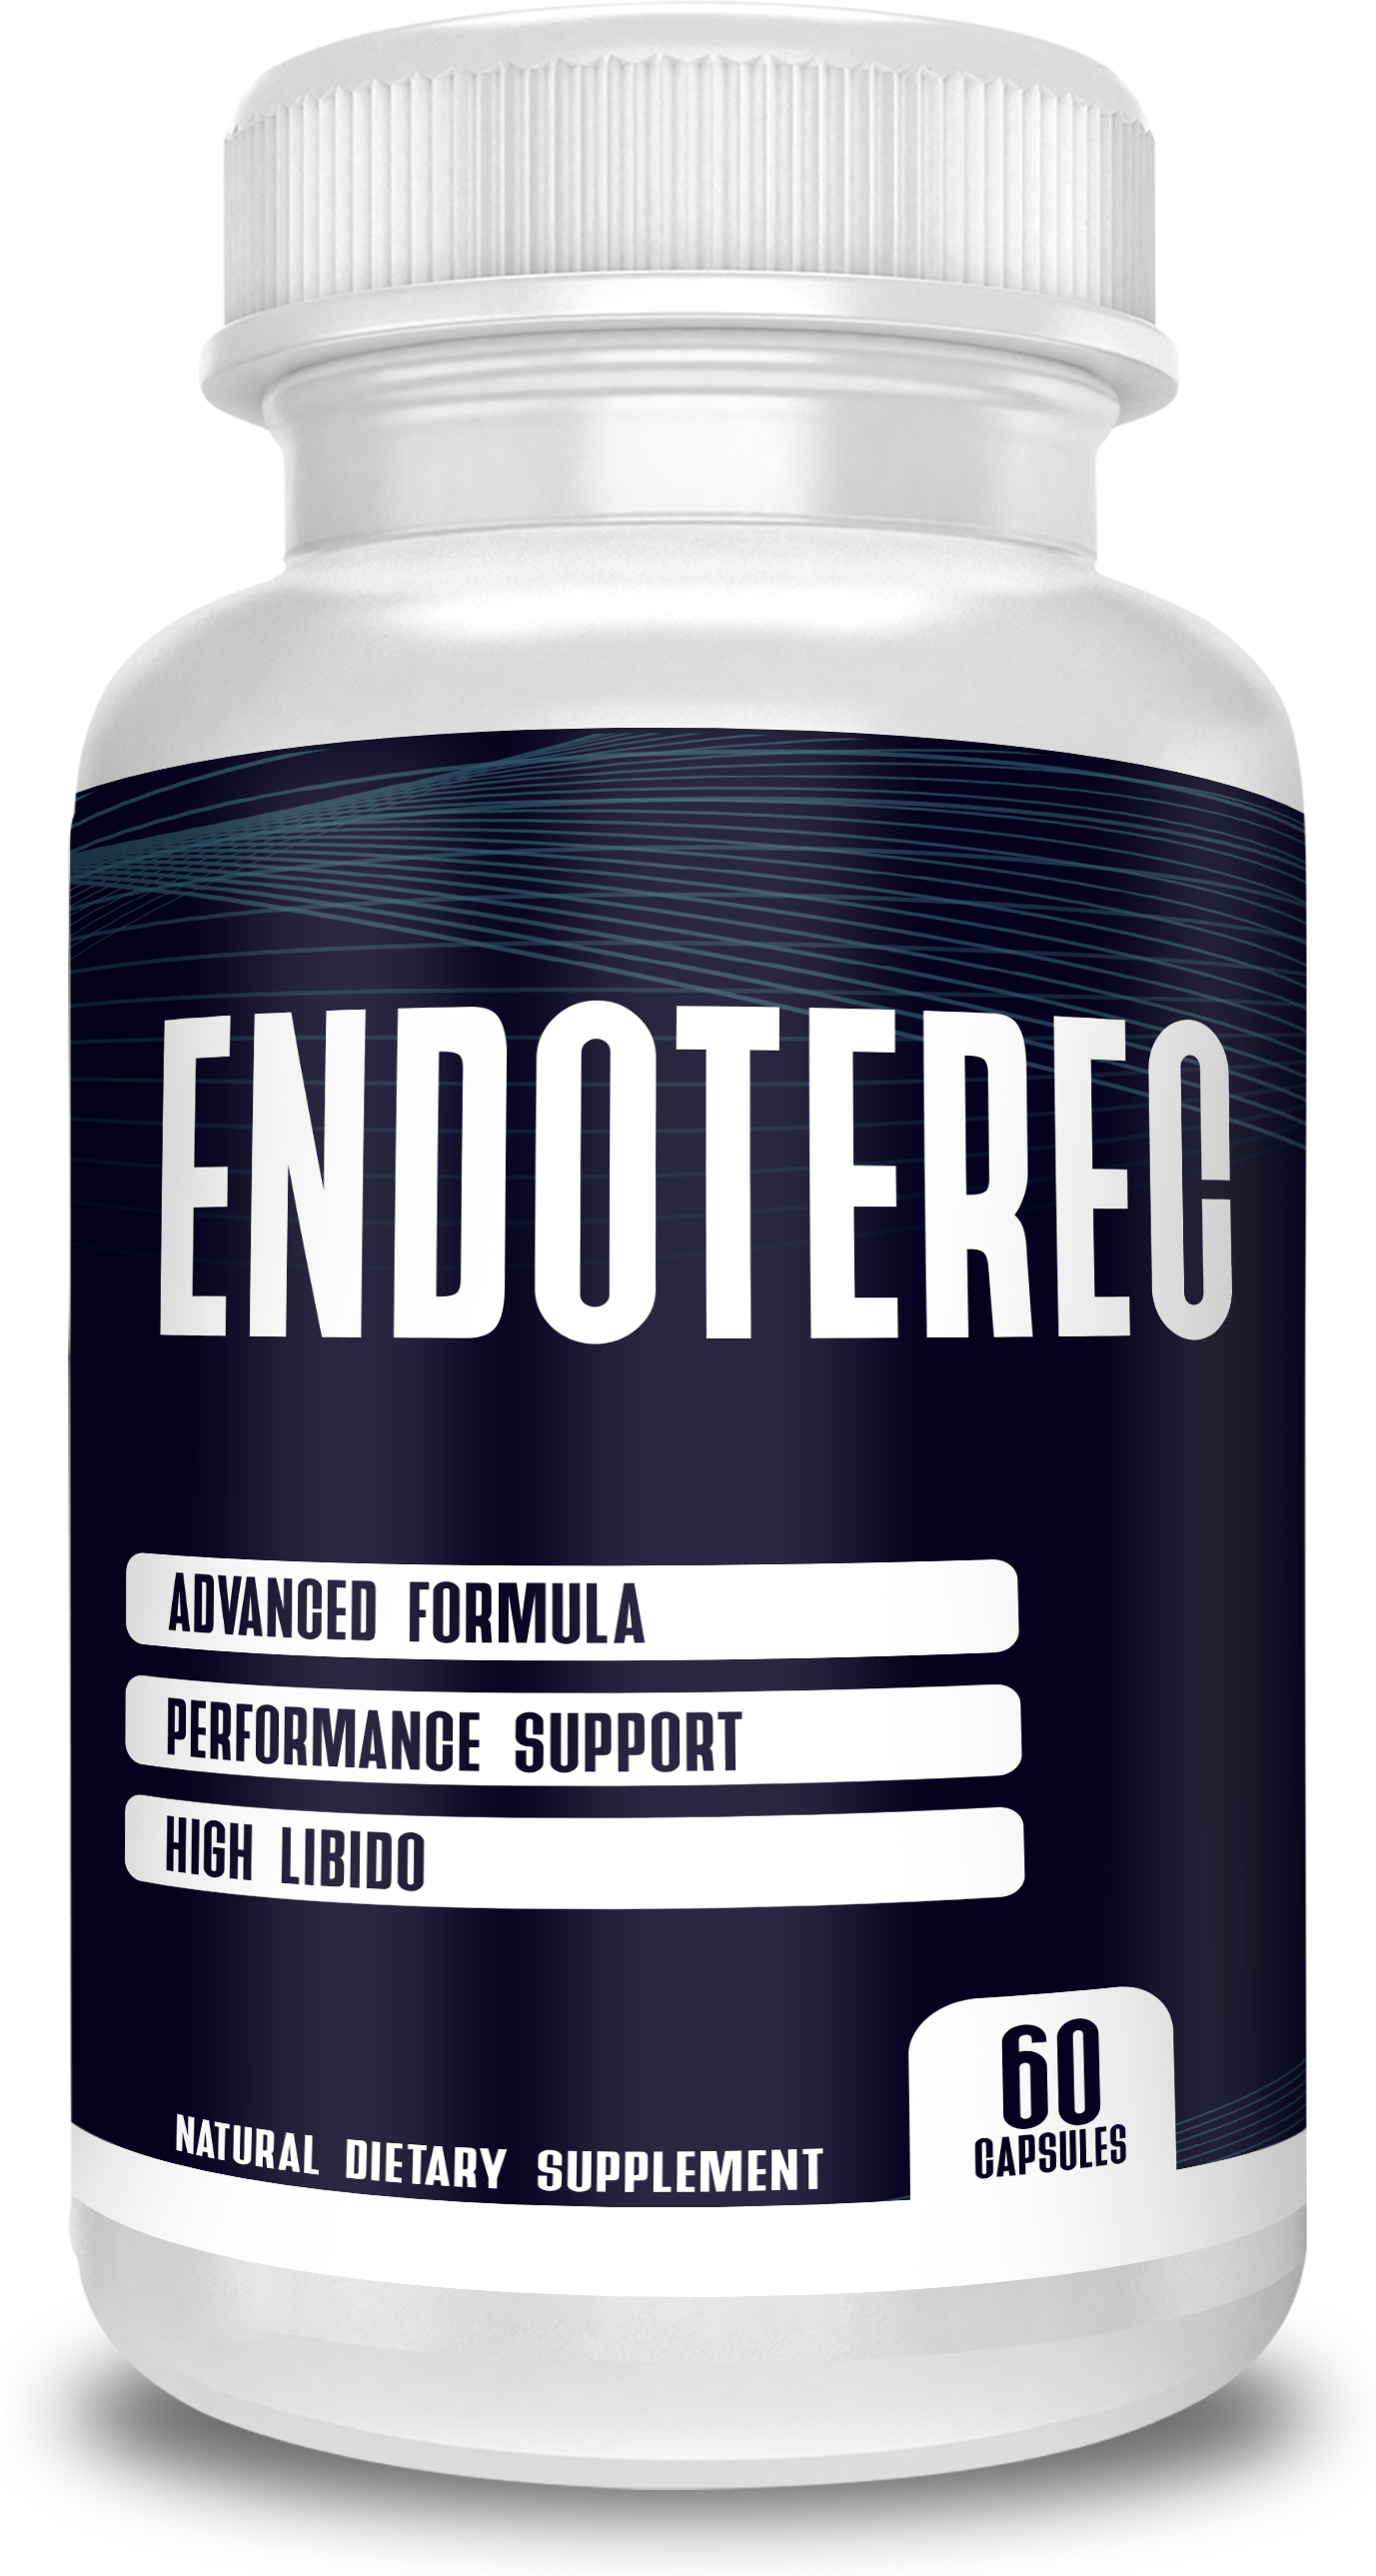 ENDOTEREC
ADVANCED FORMULA
PERFORMANCE SUPPORT
HIGH LIBIDO
60
CAPSULES
NATURAL DIETARY SUPPLEMENT